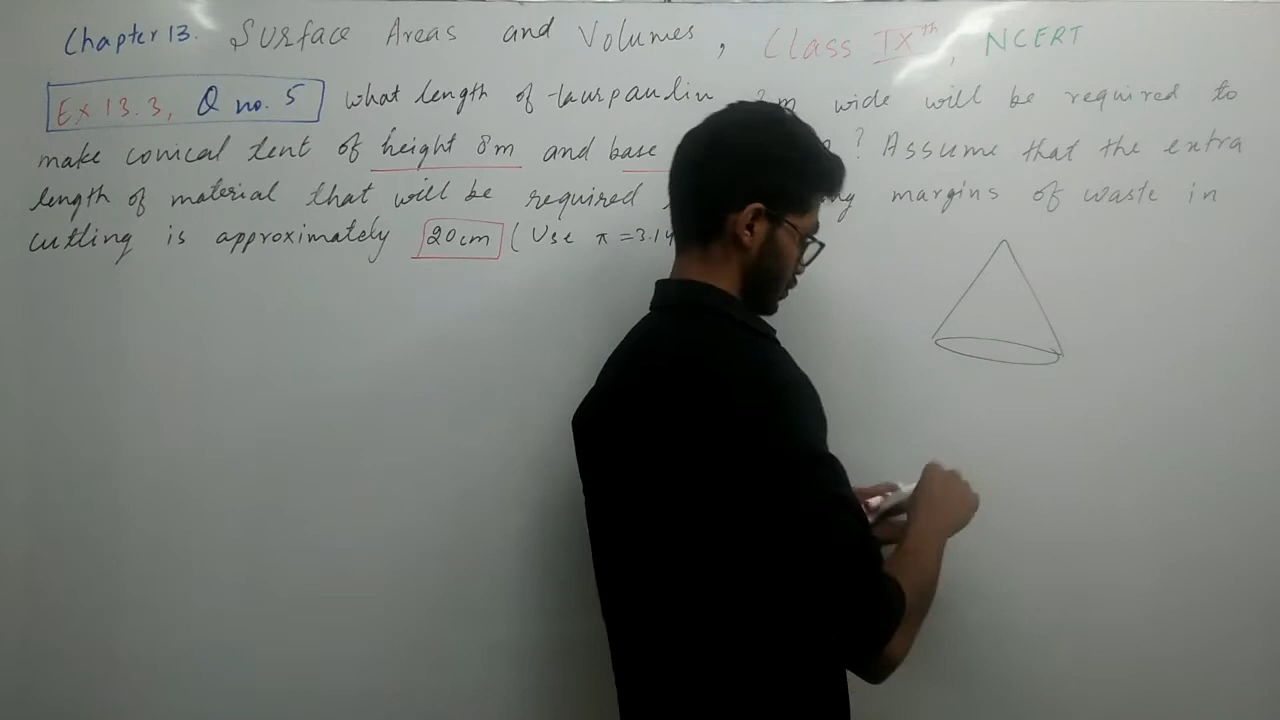 Chapter 13. Surface Areas and Volumes, Class IXth, NCERT
Ex 13.3, Q no. 5 what length of taurpaulin m wide will be required to
make conical tent of height 8m and base ? Assume that the extra
length of material that will be required margins of waste in
cutting is approximately 20cm (Use π = 3.14